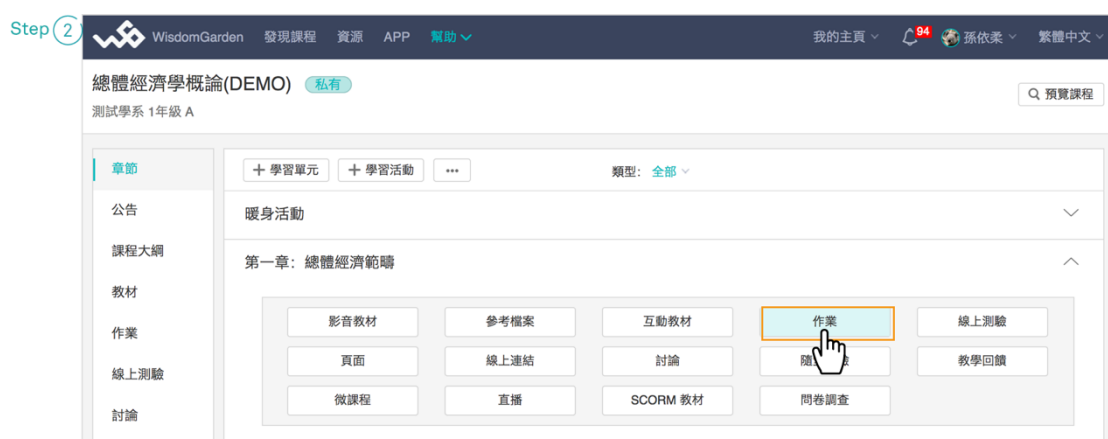 Step 2
WisdomGarden 發現課程 資源 APP 幫助 我的主頁 94 孫依柔 繁體中文
總體經濟學概論(DEMO) 私有
測試學系 1年級 A
預覽課程
章節
公告
課程大綱
教材
作業
線上測驗
討論
+ 學習單元 + 學習活動 ••• 類型: 全部
暖身活動
第一章: 總體經濟範疇
影音教材 參考檔案 互動教材 作業 線上測驗
頁面 線上連結 討論 隨 教學回饋
微課程 直播 SCORM 教材 問卷調查